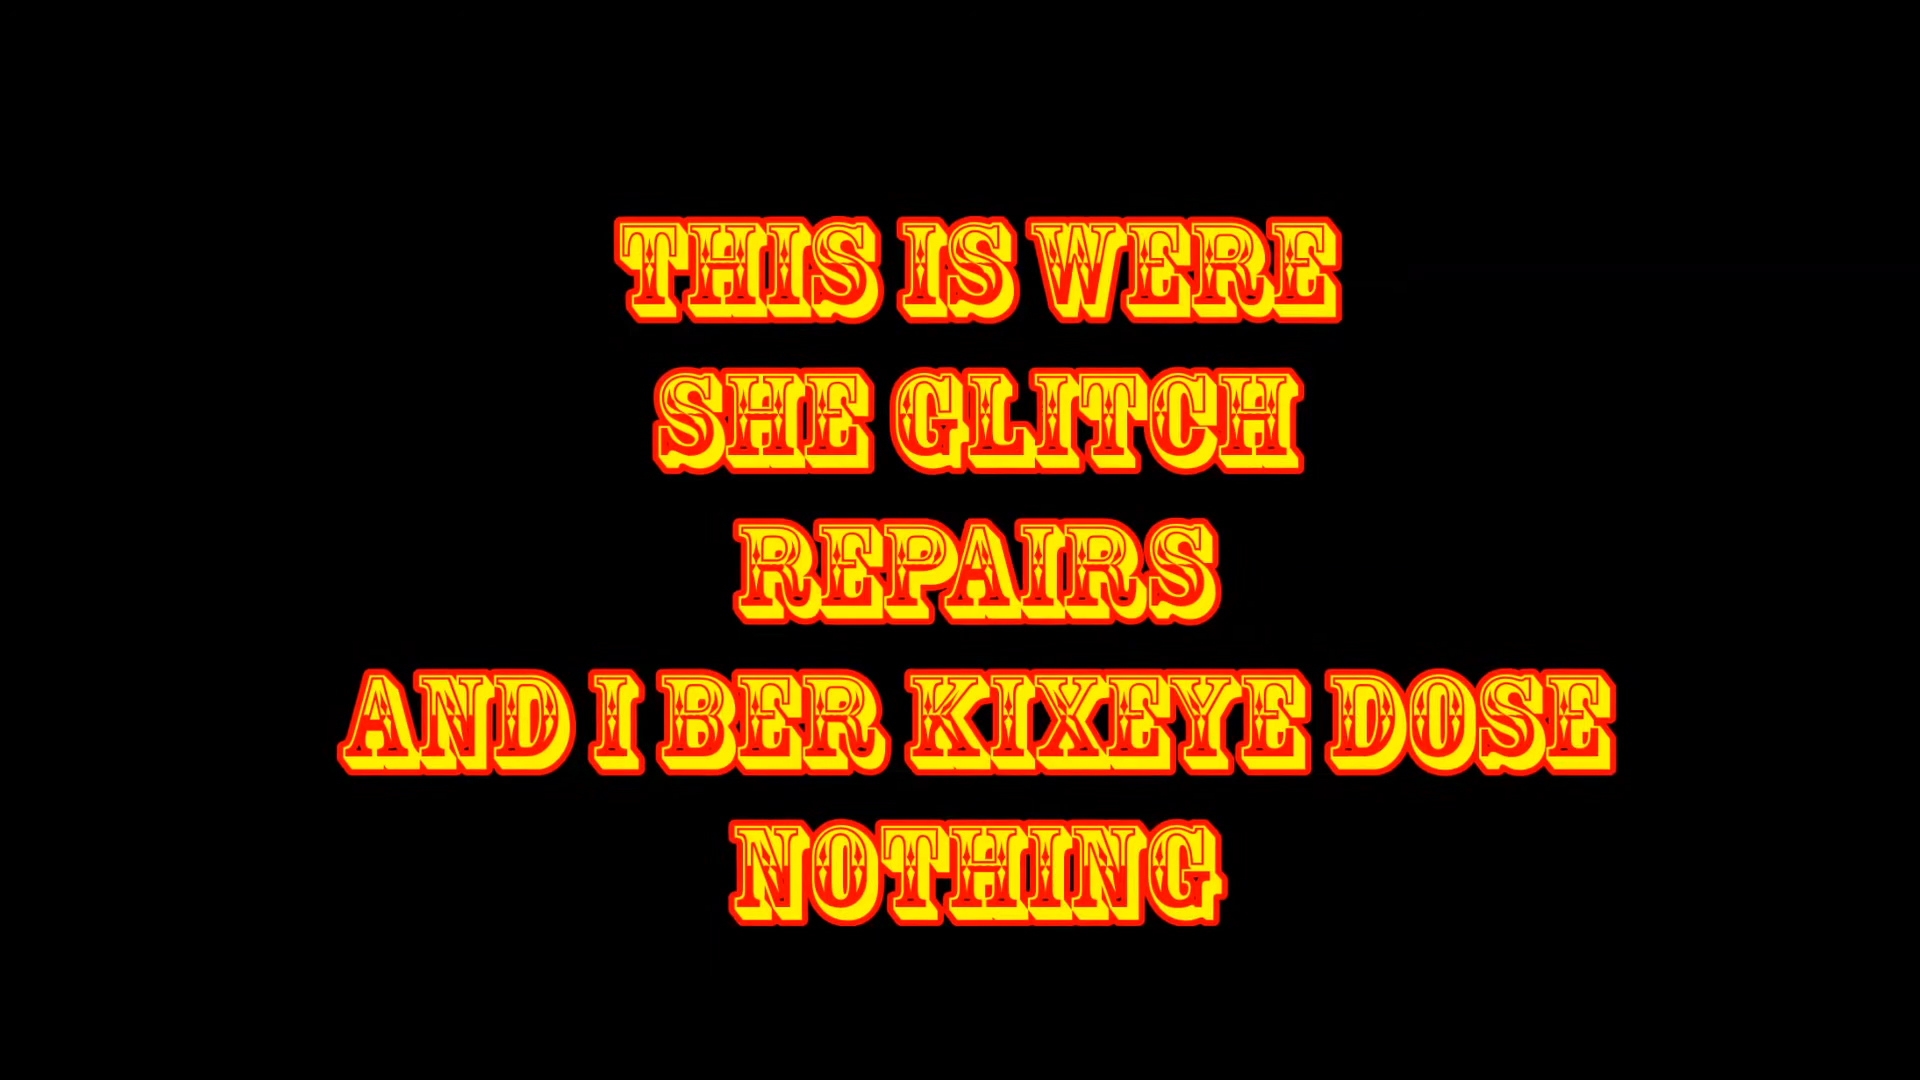 THIS IS WERE
SHE GLITCH
REPAIRS
AND I BER KIXEYE DOSE
NOTHING